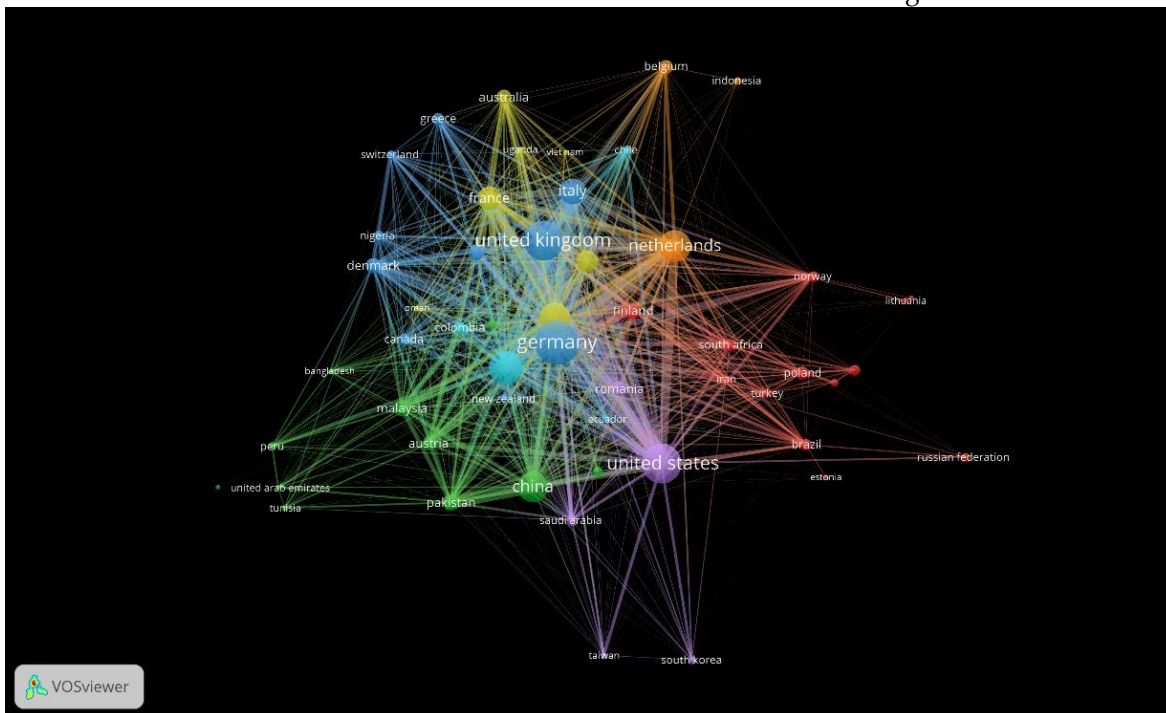 g
belgium
indonesia
australia
greece
uganda
viet nam
chile
switzerland
italy
france
nigeria
united kingdom
netherlands
denmark
norway
lithuania
oman
finland
colombia
canada
germany
south africa
bangladesh
iran
poland
romania
turkey
new zealand
malaysia
ecuador
peru
austria
brazil
united states
russian federation
estonia
united arab emirates
china
pakistan
tunisia
saudi arabia
taiwan
south korea
VOSviewer